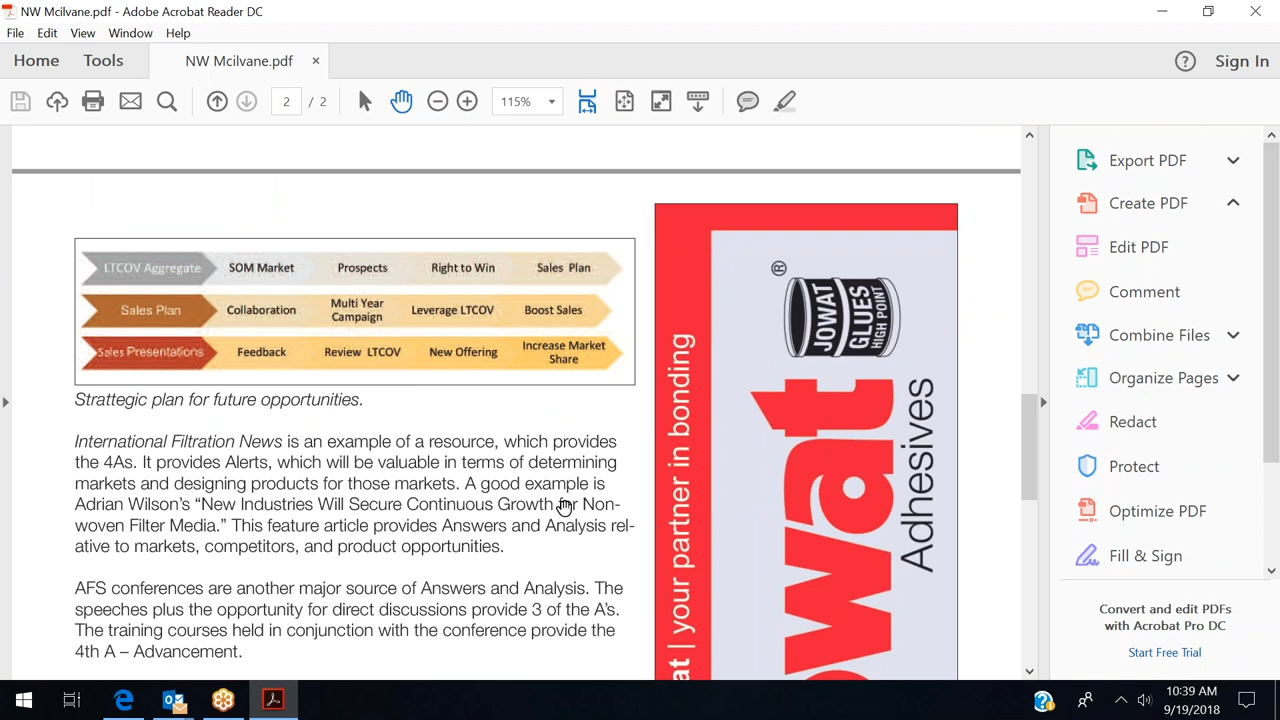 NW Mcilvane.pdf - Adobe Acrobat Reader DC
File Edit View Window Help
Home Tools NW Mcilvane.pdf × ? Sign In
2 / 2 115%
LTCOV Aggregate SOM Market Prospects Right to Win Sales Plan
Sales Plan Collaboration Multi Year Campaign Leverage LTCOV Boost Sales
Sales Presentations Feedback Review LTCOV New Offering Increase Market Share
Strattegic plan for future opportunities.
International Filtration News is an example of a resource, which provides
the 4As. It provides Alerts, which will be valuable in terms of determining
markets and designing products for those markets. A good example is
Adrian Wilson's “New Industries Will Secure Continuous Growth for Non-
woven Filter Media.” This feature article provides Answers and Analysis rel-
ative to markets, competitors, and product opportunities.
AFS conferences are another major source of Answers and Analysis. The
speeches plus the opportunity for direct discussions provide 3 of the A's.
The training courses held in conjunction with the conference provide the
4th A – Advancement.
at | your partner in bonding
JOWAT
GLUES
HIGH POINT
®
owat
Adhesives
Export PDF
Create PDF
Edit PDF
Comment
Combine Files
Organize Pages
Redact
Protect
Optimize PDF
Fill & Sign
Convert and edit PDFs
with Acrobat Pro DC
Start Free Trial
10:39 AM
9/19/2018